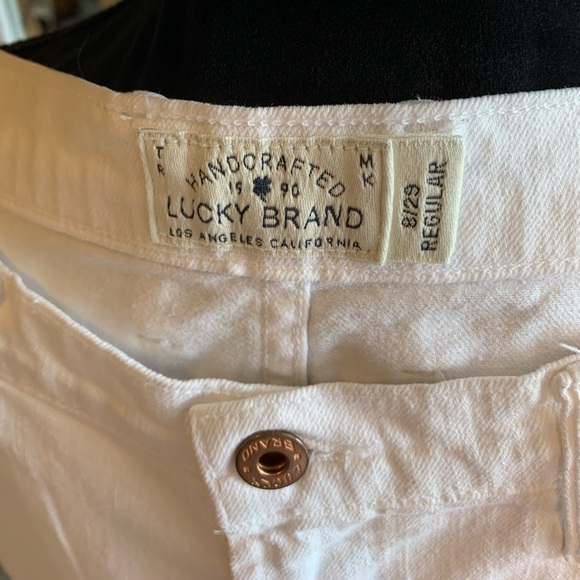 TR MK
HANDCRAFTED
19 90
LUCKY BRAND
LOS ANGELES CALIFORNIA
8/29
REGULAR
LUCKY BRAND